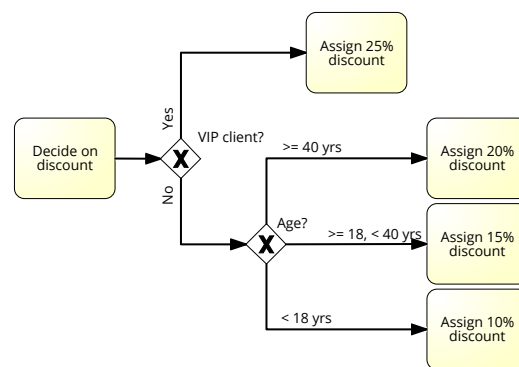 Assign 25%
discount
Yes
VIP client?
Decide on
discount
No
>= 40 yrs
Assign 20%
discount
Age?
>= 18, < 40 yrs
Assign 15%
discount
< 18 yrs
Assign 10%
discount